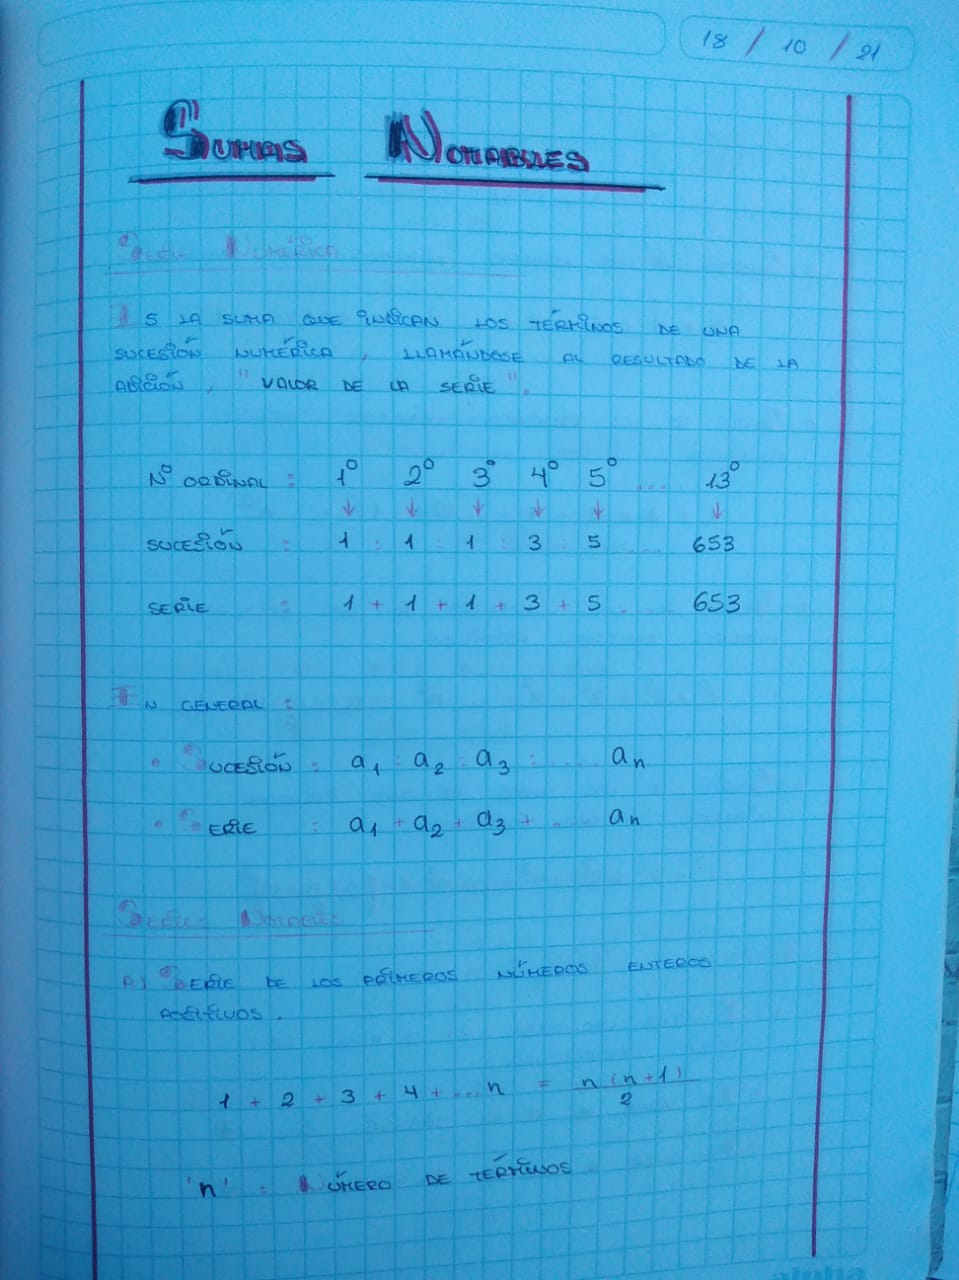 18 / 10 / 21
SUMAS NOTABLES
SERIE NUMÉRICA
ES LA SUMA QUE INDICAN LOS TÉRMINOS DE UNA
SUCESIÓN NUMÉRICA, LLAMÁNDOSE AL RESULTADO DE LA
ADICIÓN, "VALOR DE LA SERIE".
N° ORDINAL : 1° 2° 3° 4° 5° ... 13°
↓ ↓ ↓ ↓ ↓ ↓
SUCESIÓN : 1 ; 1 ; 1 ; 3 ; 5 .... 653
SERIE : 1 + 1 + 1 + 3 + 5 ... 653
EN GENERAL :
• SUCESIÓN : a₁ ; a₂ ; a₃ ; .... aₙ
• SERIE : a₁ + a₂ + a₃ + .... aₙ
SERIES NOTABLES
A) SERIE DE LOS PRIMEROS NÚMEROS ENTEROS
POSITIVOS.
1 + 2 + 3 + 4 + ... n = n (n + 1) / 2
'n' : NÚMERO DE TÉRMINOS